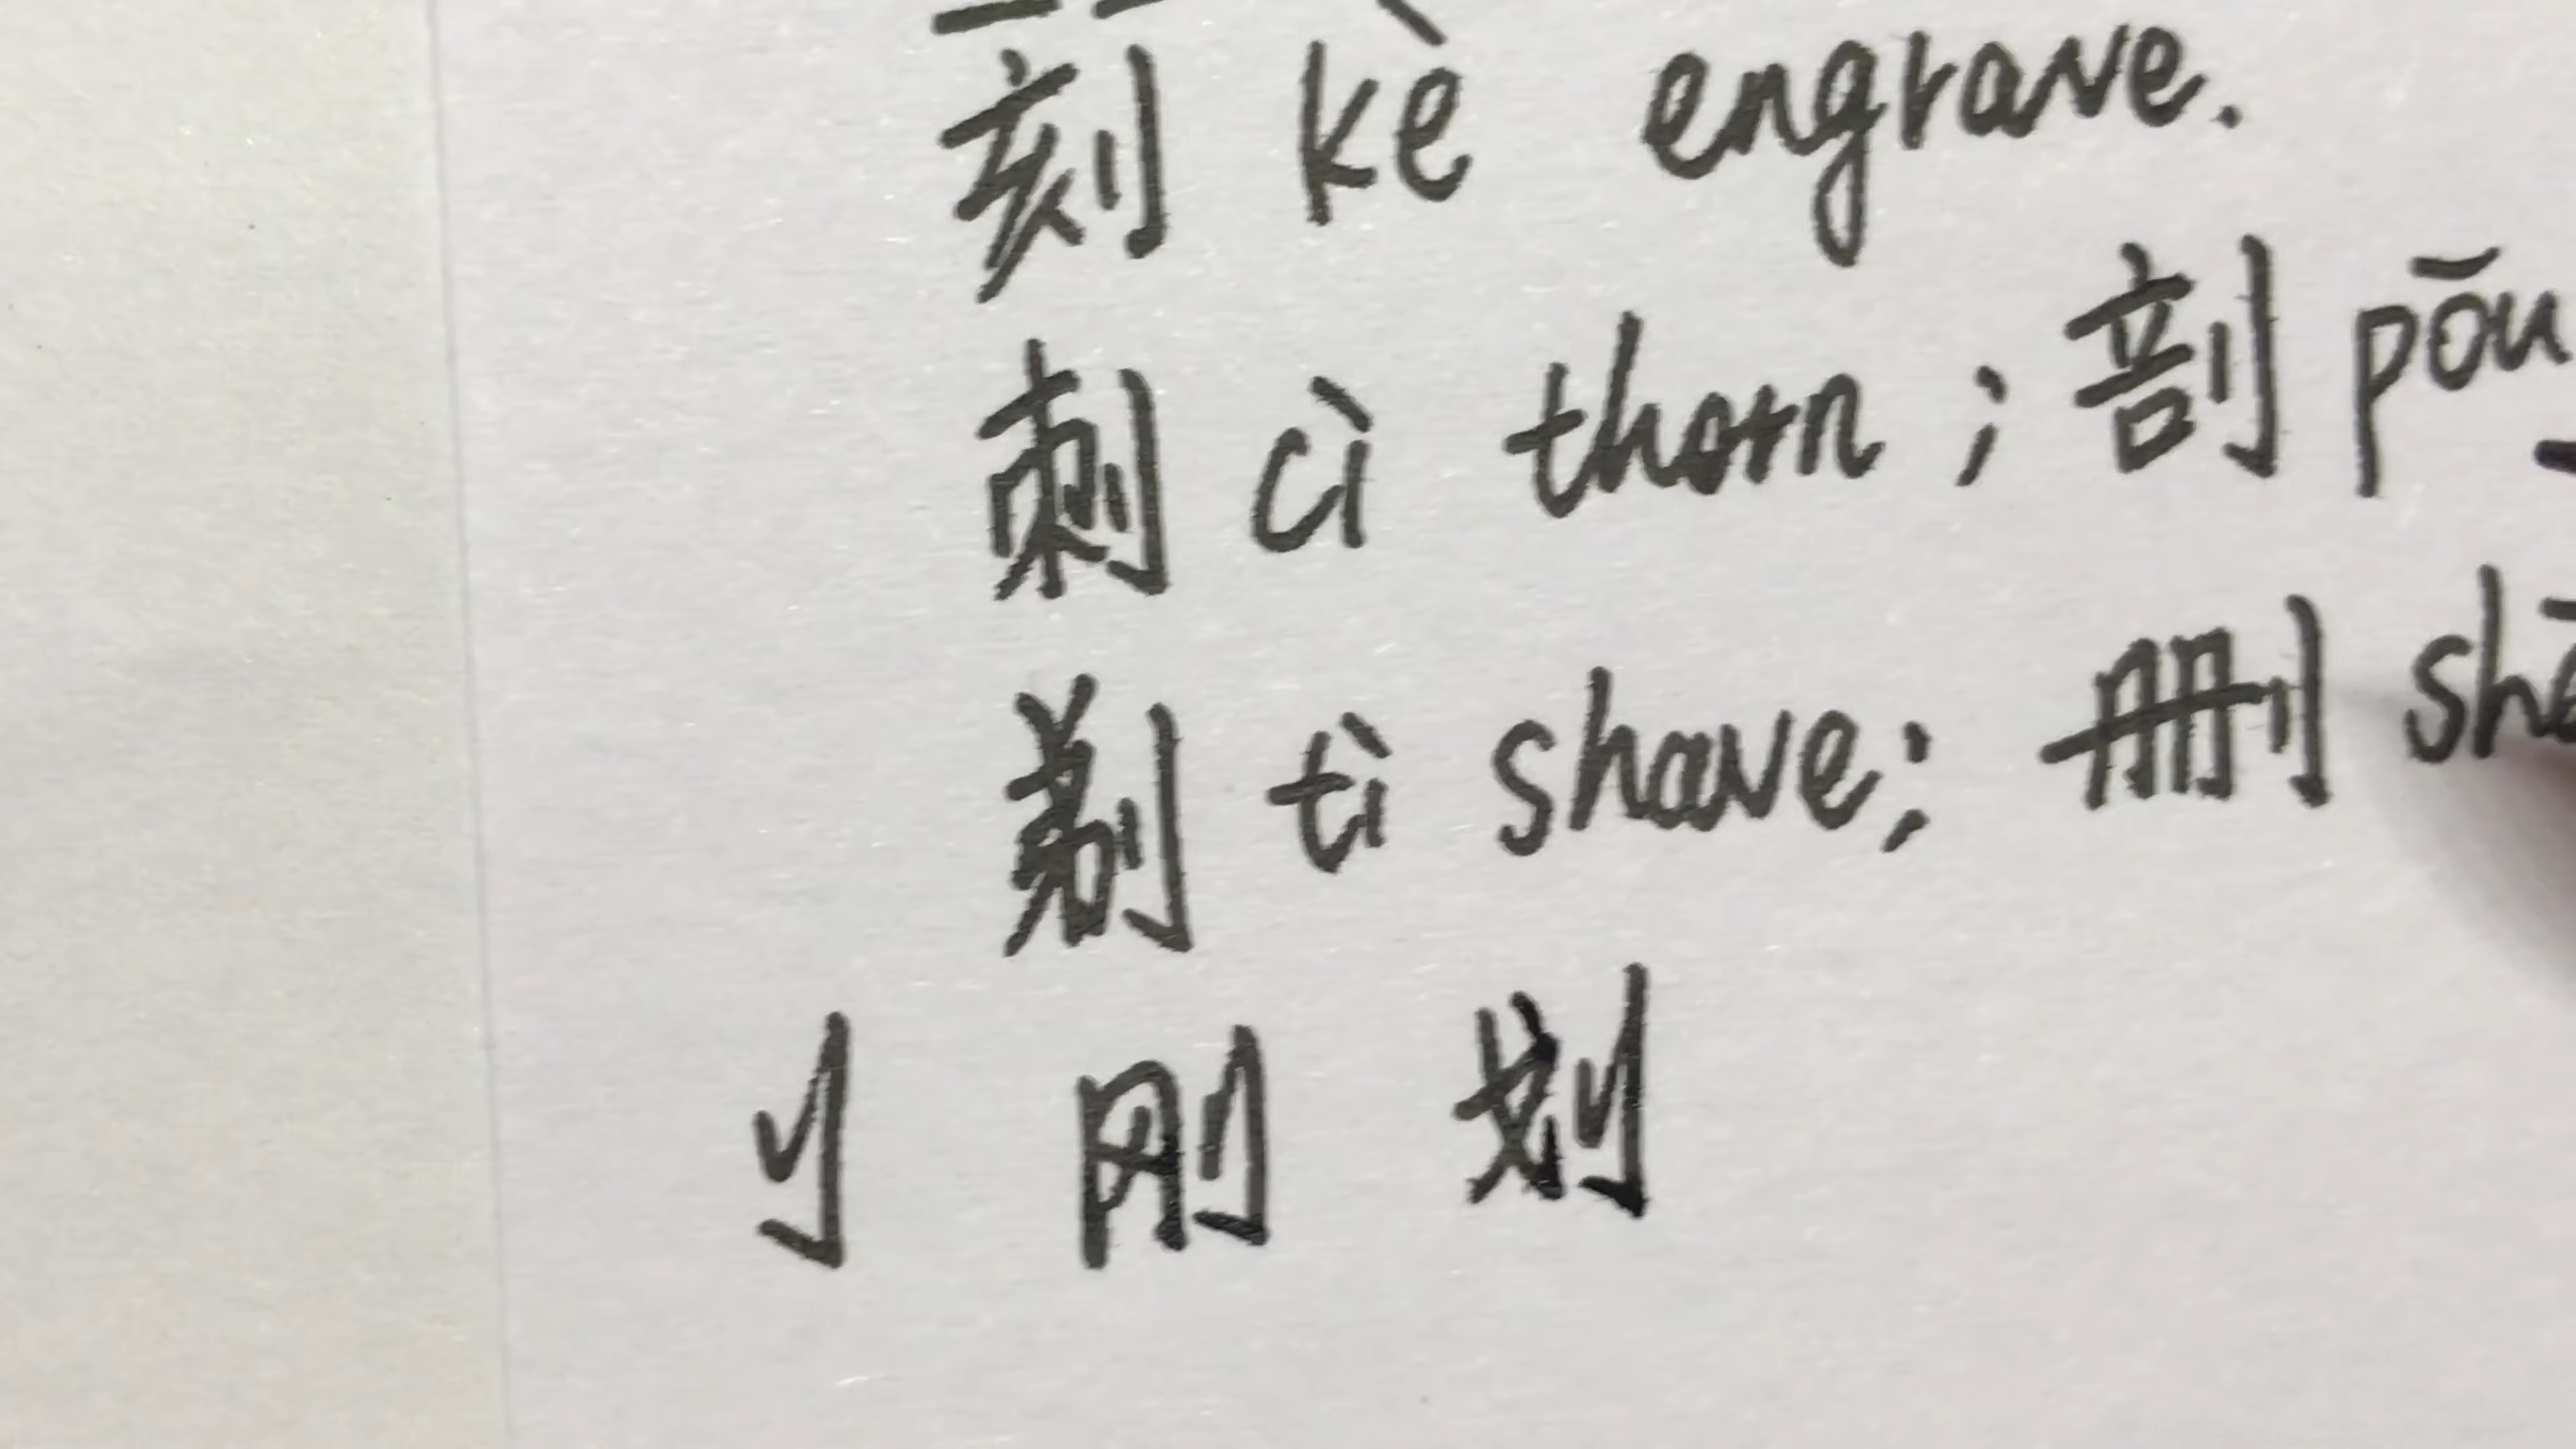 刻 kè engrave.
刺 cì thorn ; 剖 pōu
剃 tì shave; 删
刂 刚 划